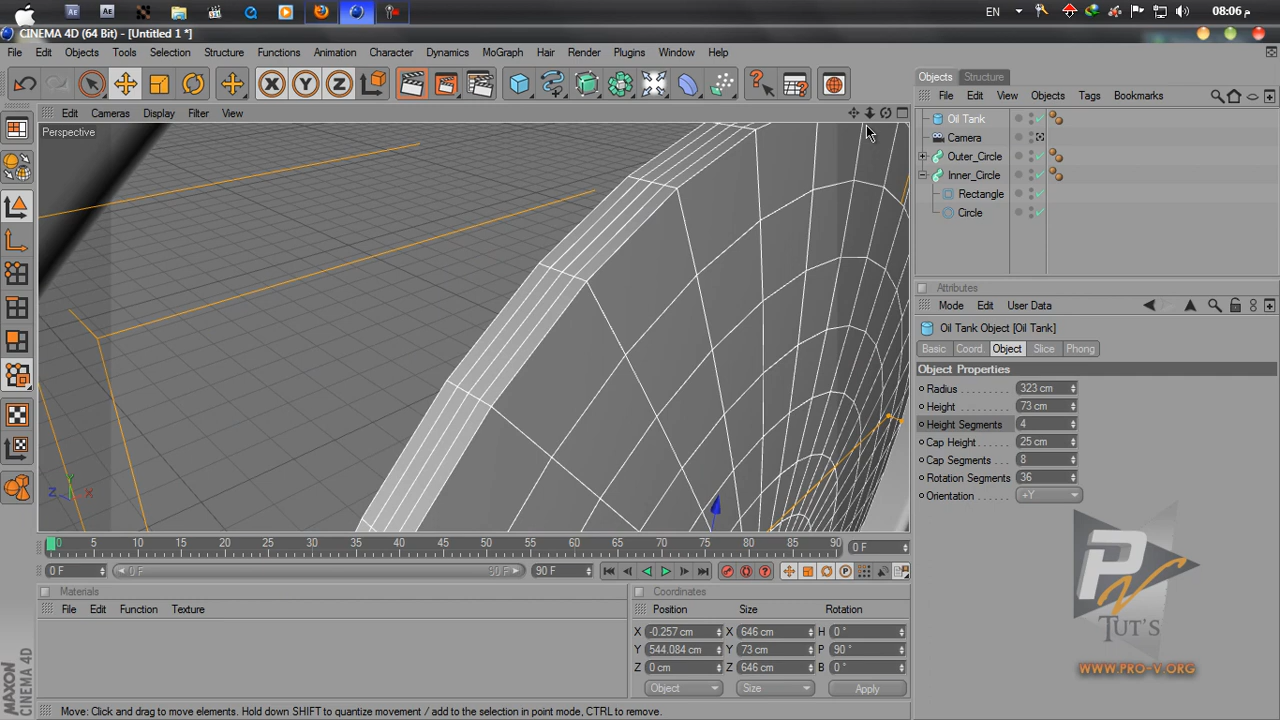 EN
08:06 م
CINEMA 4D (64 Bit) - [Untitled 1 *]
File Edit Objects Tools Selection Structure Functions Animation Character Dynamics MoGraph Hair Render Plugins Window Help
Edit Cameras Display Filter View
Perspective
X Y Z
Y
Z X
Objects Structure
File Edit View Objects Tags Bookmarks
Oil Tank
Camera
Outer_Circle
Inner_Circle
Rectangle
Circle
Attributes
Mode Edit User Data
Oil Tank Object [Oil Tank]
Basic Coord Object Slice Phong
Object Properties
Radius 323 cm
Height 73 cm
Height Segments 4
Cap Height 25 cm
Cap Segments 8
Rotation Segments 36
Orientation +Y
0 5 10 15 20 25 30 35 40 45 50 55 60 65 70 75 80 85 90 0 F
0 F 0 F 90 F 90 F
Materials
File Edit Function Texture
Coordinates
Position Size Rotation
X -0.257 cm X 646 cm H 0 °
Y 544.084 cm Y 73 cm P 90 °
Z 0 cm Z 646 cm B 0 °
Object Size Apply
MAXON
CINEMA 4D
Move: Click and drag to move elements. Hold down SHIFT to quantize movement / add to the selection in point mode, CTRL to remove.
PV
TUT'S
WWW.PRO-V.ORG